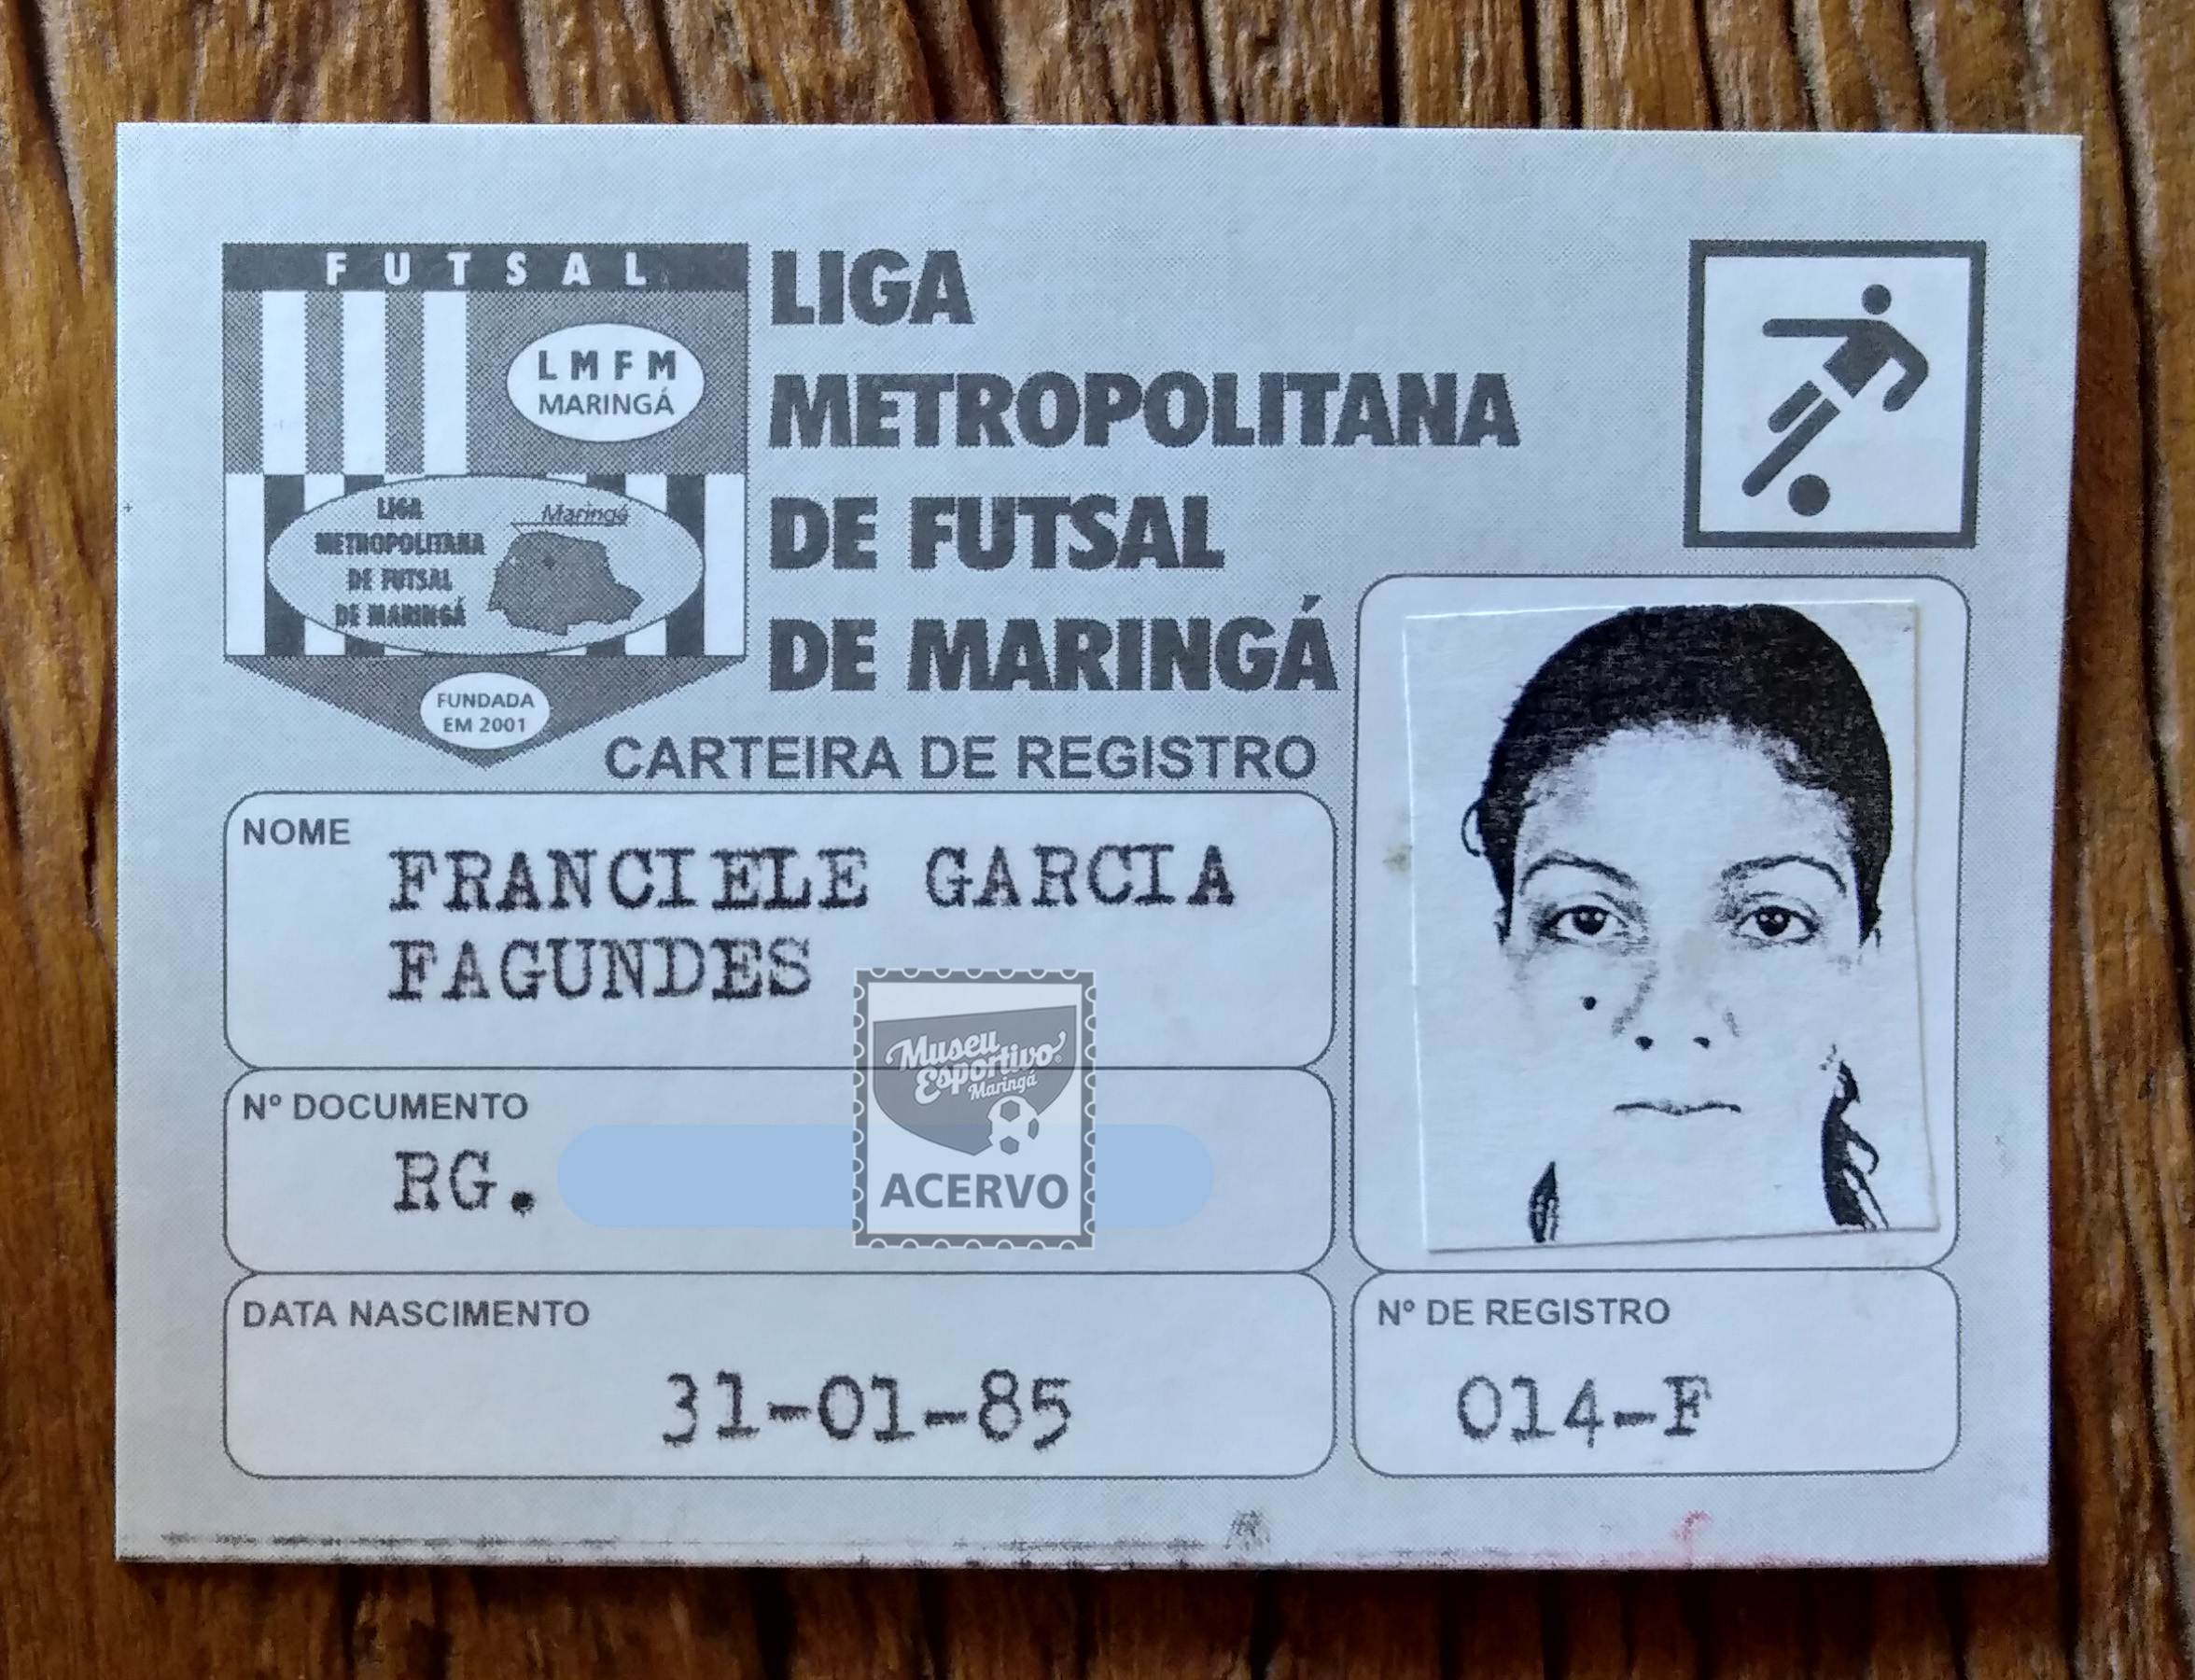 FUTSAL
LMFM
MARINGÁ
LIGA
METROPOLITANA
DE FUTSAL
DE MARINGÁ
Maringá
FUNDADA
EM 2001
LIGA
METROPOLITANA
DE FUTSAL
DE MARINGÁ
CARTEIRA DE REGISTRO
NOME
FRANCIELE GARCIA
FAGUNDES
Nº DOCUMENTO
RG.
Museu
Esportivo
Maringá
ACERVO
DATA NASCIMENTO
31-01-85
Nº DE REGISTRO
014-F